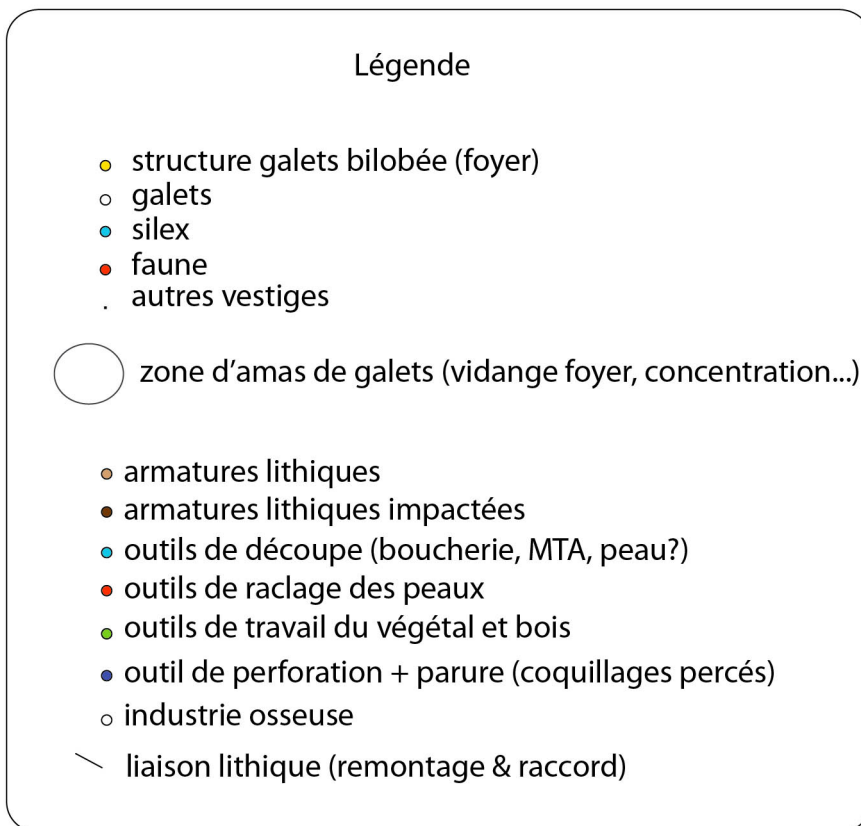 Légende
structure galets bilobée (foyer)
galets
silex
faune
autres vestiges
zone d'amas de galets (vidange foyer, concentration...)
armatures lithiques
armatures lithiques impactées
outils de découpe (boucherie, MTA, peau?)
outils de raclage des peaux
outils de travail du végétal et bois
outil de perforation + parure (coquillages percés)
industrie osseuse
liaison lithique (remontage & raccord)